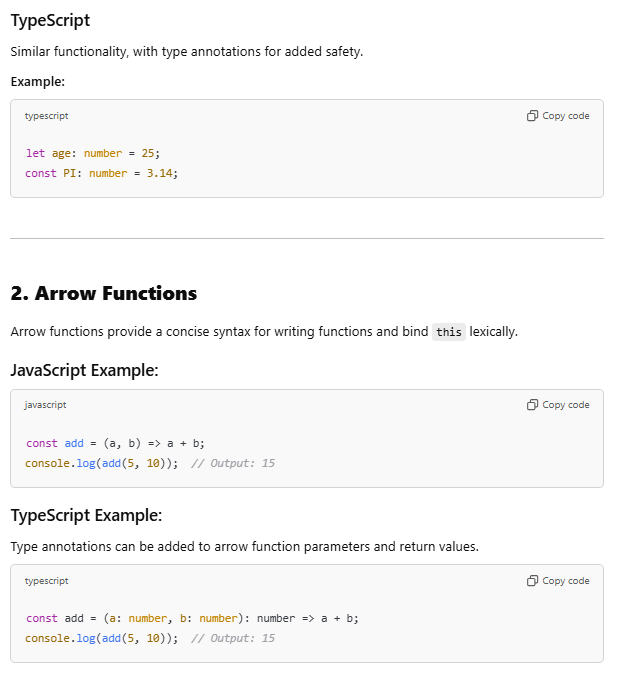 TypeScript
Similar functionality, with type annotations for added safety.
Example:
typescript
Copy code
let age: number = 25;
const PI: number = 3.14;
2. Arrow Functions
Arrow functions provide a concise syntax for writing functions and bind this lexically.
JavaScript Example:
javascript
Copy code
const add = (a, b) => a + b;
console.log(add(5, 10));  // Output: 15
TypeScript Example:
Type annotations can be added to arrow function parameters and return values.
typescript
Copy code
const add = (a: number, b: number): number => a + b;
console.log(add(5, 10));  // Output: 15